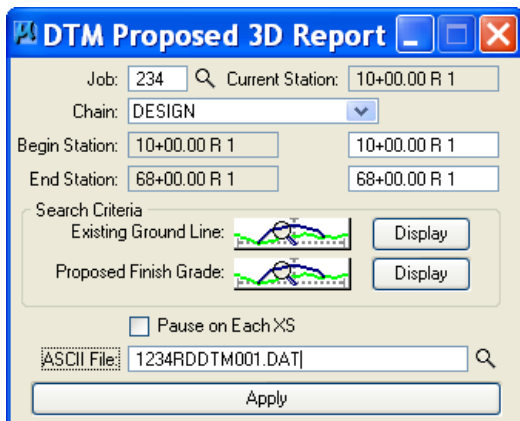 DTM Proposed 3D Report
Job: 234 Current Station: 10+00.00 R 1
Chain: DESIGN
Begin Station: 10+00.00 R 1 10+00.00 R 1
End Station: 68+00.00 R 1 68+00.00 R 1
Search Criteria
Existing Ground Line: Display
Proposed Finish Grade: Display
Pause on Each XS
ASCII File: 1234RDDTM001.DAT
Apply